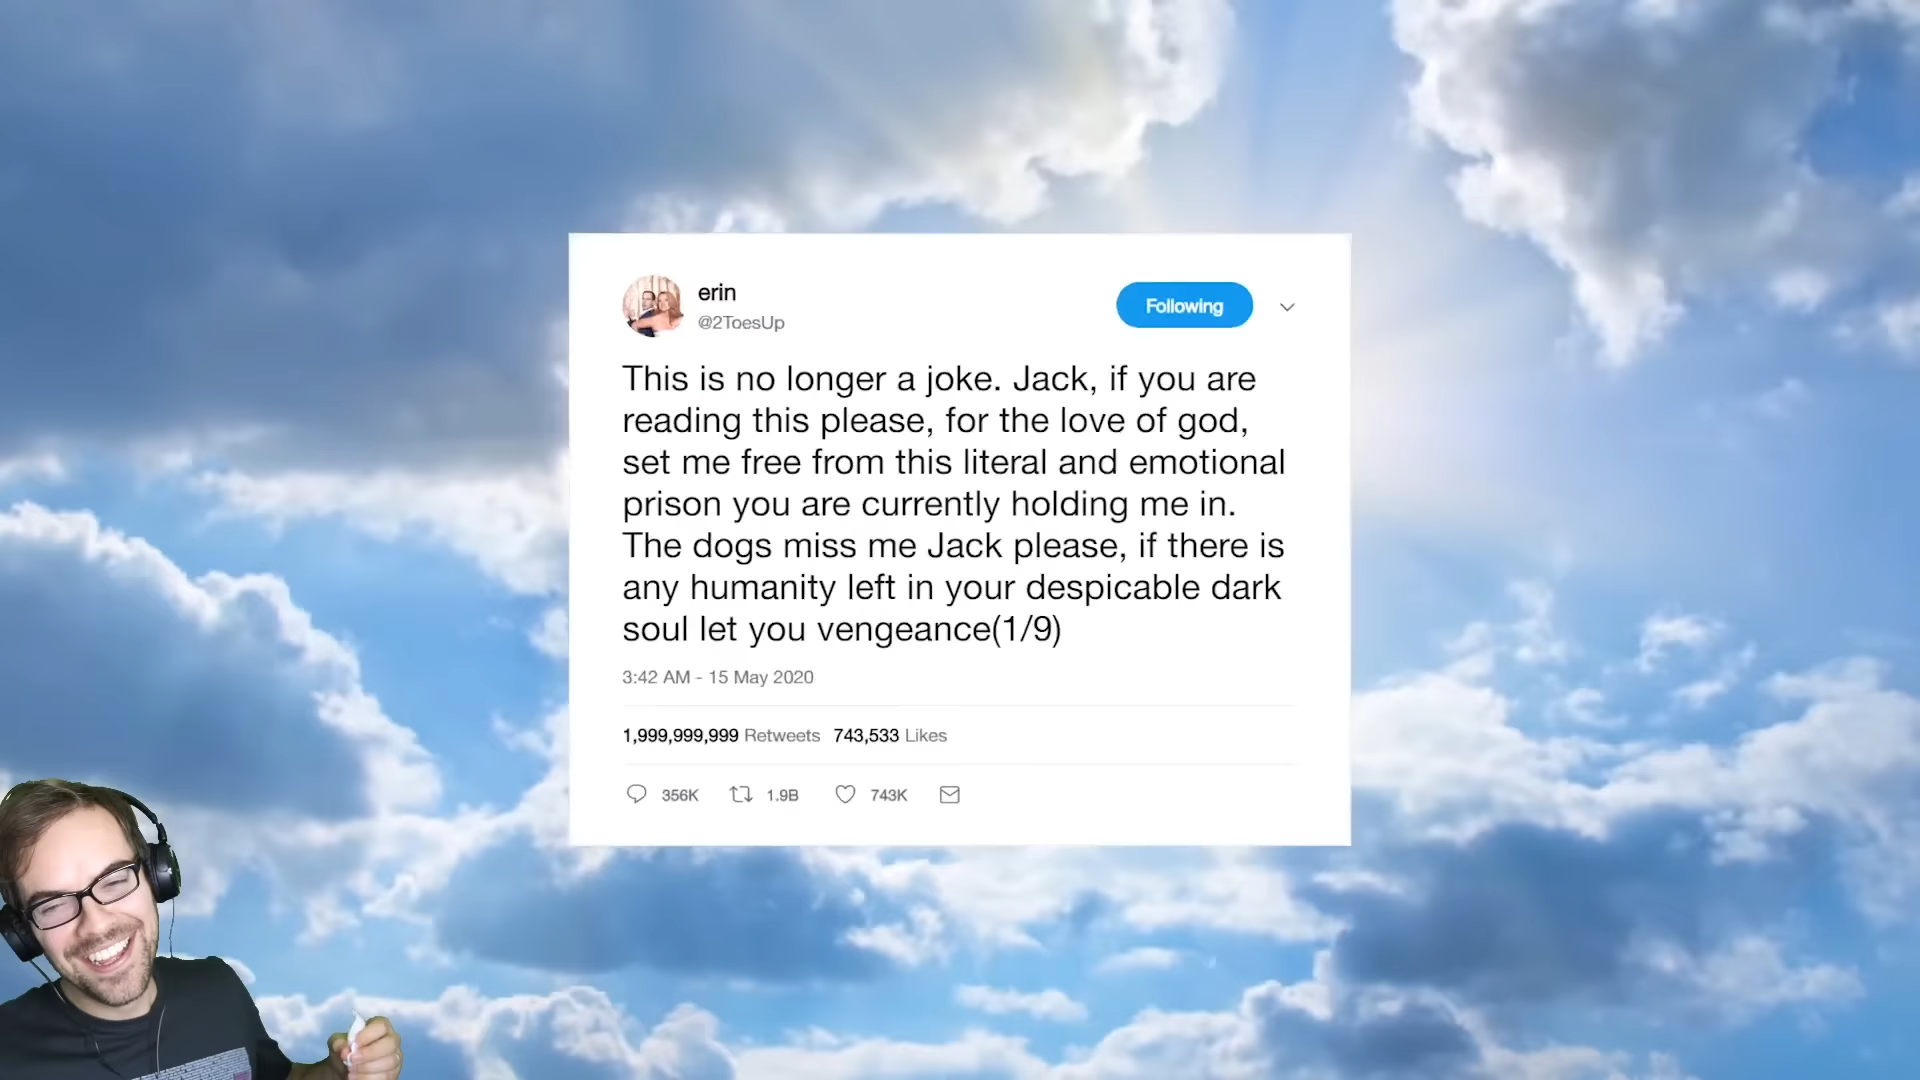 erin
@2ToesUp
Following
This is no longer a joke. Jack, if you are
reading this please, for the love of god,
set me free from this literal and emotional
prison you are currently holding me in.
The dogs miss me Jack please, if there is
any humanity left in your despicable dark
soul let you vengeance(1/9)
3:42 AM - 15 May 2020
1,999,999,999 Retweets 743,533 Likes
356K 1.9B 743K